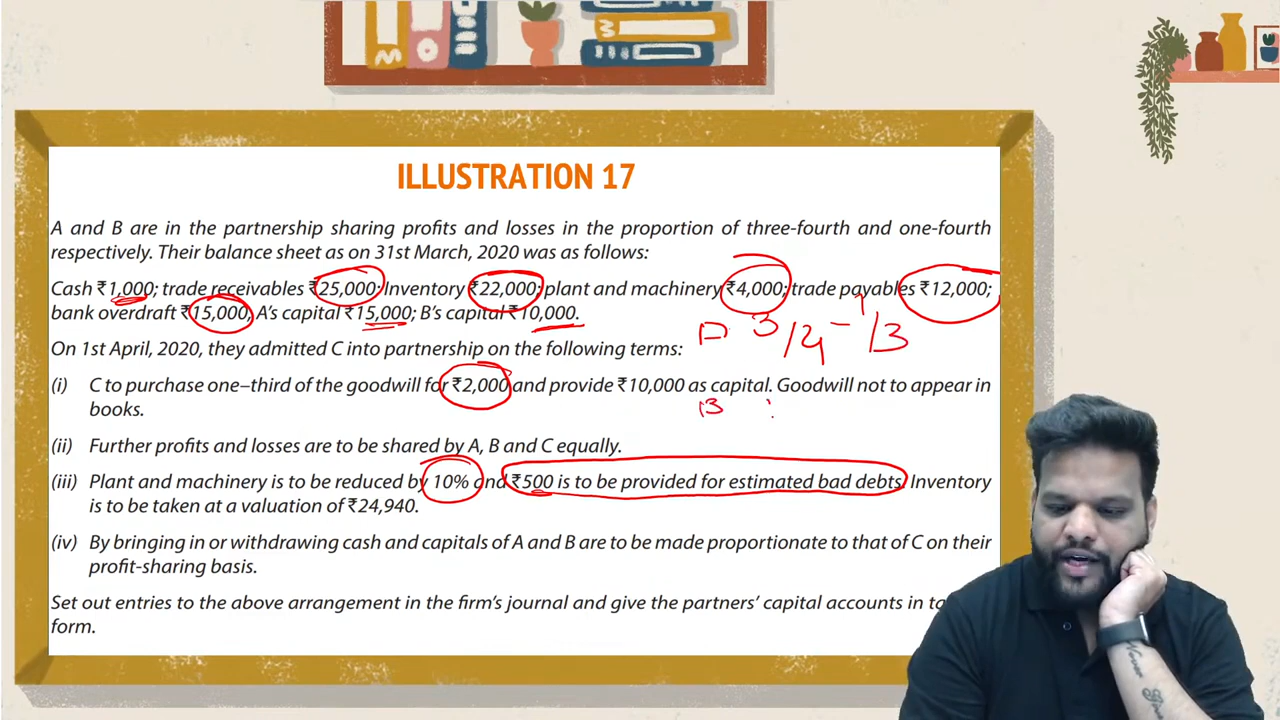 ILLUSTRATION 17
A and B are in the partnership sharing profits and losses in the proportion of three-fourth and one-fourth
respectively. Their balance sheet as on 31st March, 2020 was as follows:
Cash ₹1,000; trade receivables ₹25,000; Inventory ₹22,000; plant and machinery ₹4,000; trade payables ₹12,000;
bank overdraft ₹15,000, A's capital ₹15,000; B's capital ₹10,000.
3/4 - 1/3
On 1st April, 2020, they admitted C into partnership on the following terms:
(i) C to purchase one–third of the goodwill for ₹2,000 and provide ₹10,000 as capital. Goodwill not to appear in
books.
B :
(ii) Further profits and losses are to be shared by A, B and C equally.
(iii) Plant and machinery is to be reduced by 10% and ₹500 is to be provided for estimated bad debts. Inventory
is to be taken at a valuation of ₹24,940.
(iv) By bringing in or withdrawing cash and capitals of A and B are to be made proportionate to that of C on their
profit-sharing basis.
Set out entries to the above arrangement in the firm's journal and give the partners' capital accounts in
form.